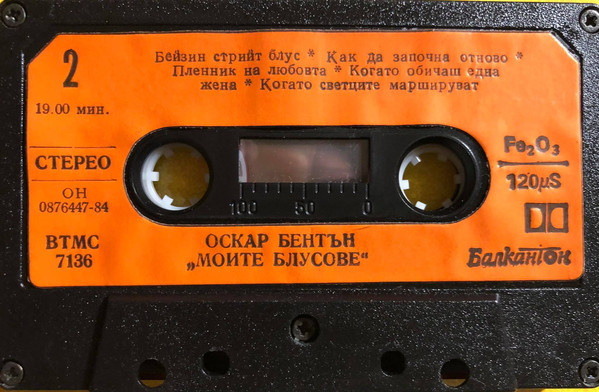 2
Бейзин стрийт блус * Как да започна отново *
Пленник на любовта * Когато обичаш една
жена * Когато светците марширував
19.00 мин.
СТЕРЕО
ОН
0876447-84
ВТМС
7136
100 50 0
Fe₂O₃
120µS
ОСКАР БЕНТЪН
„МОИТЕ БЛУСОВЕ“
Балкантон